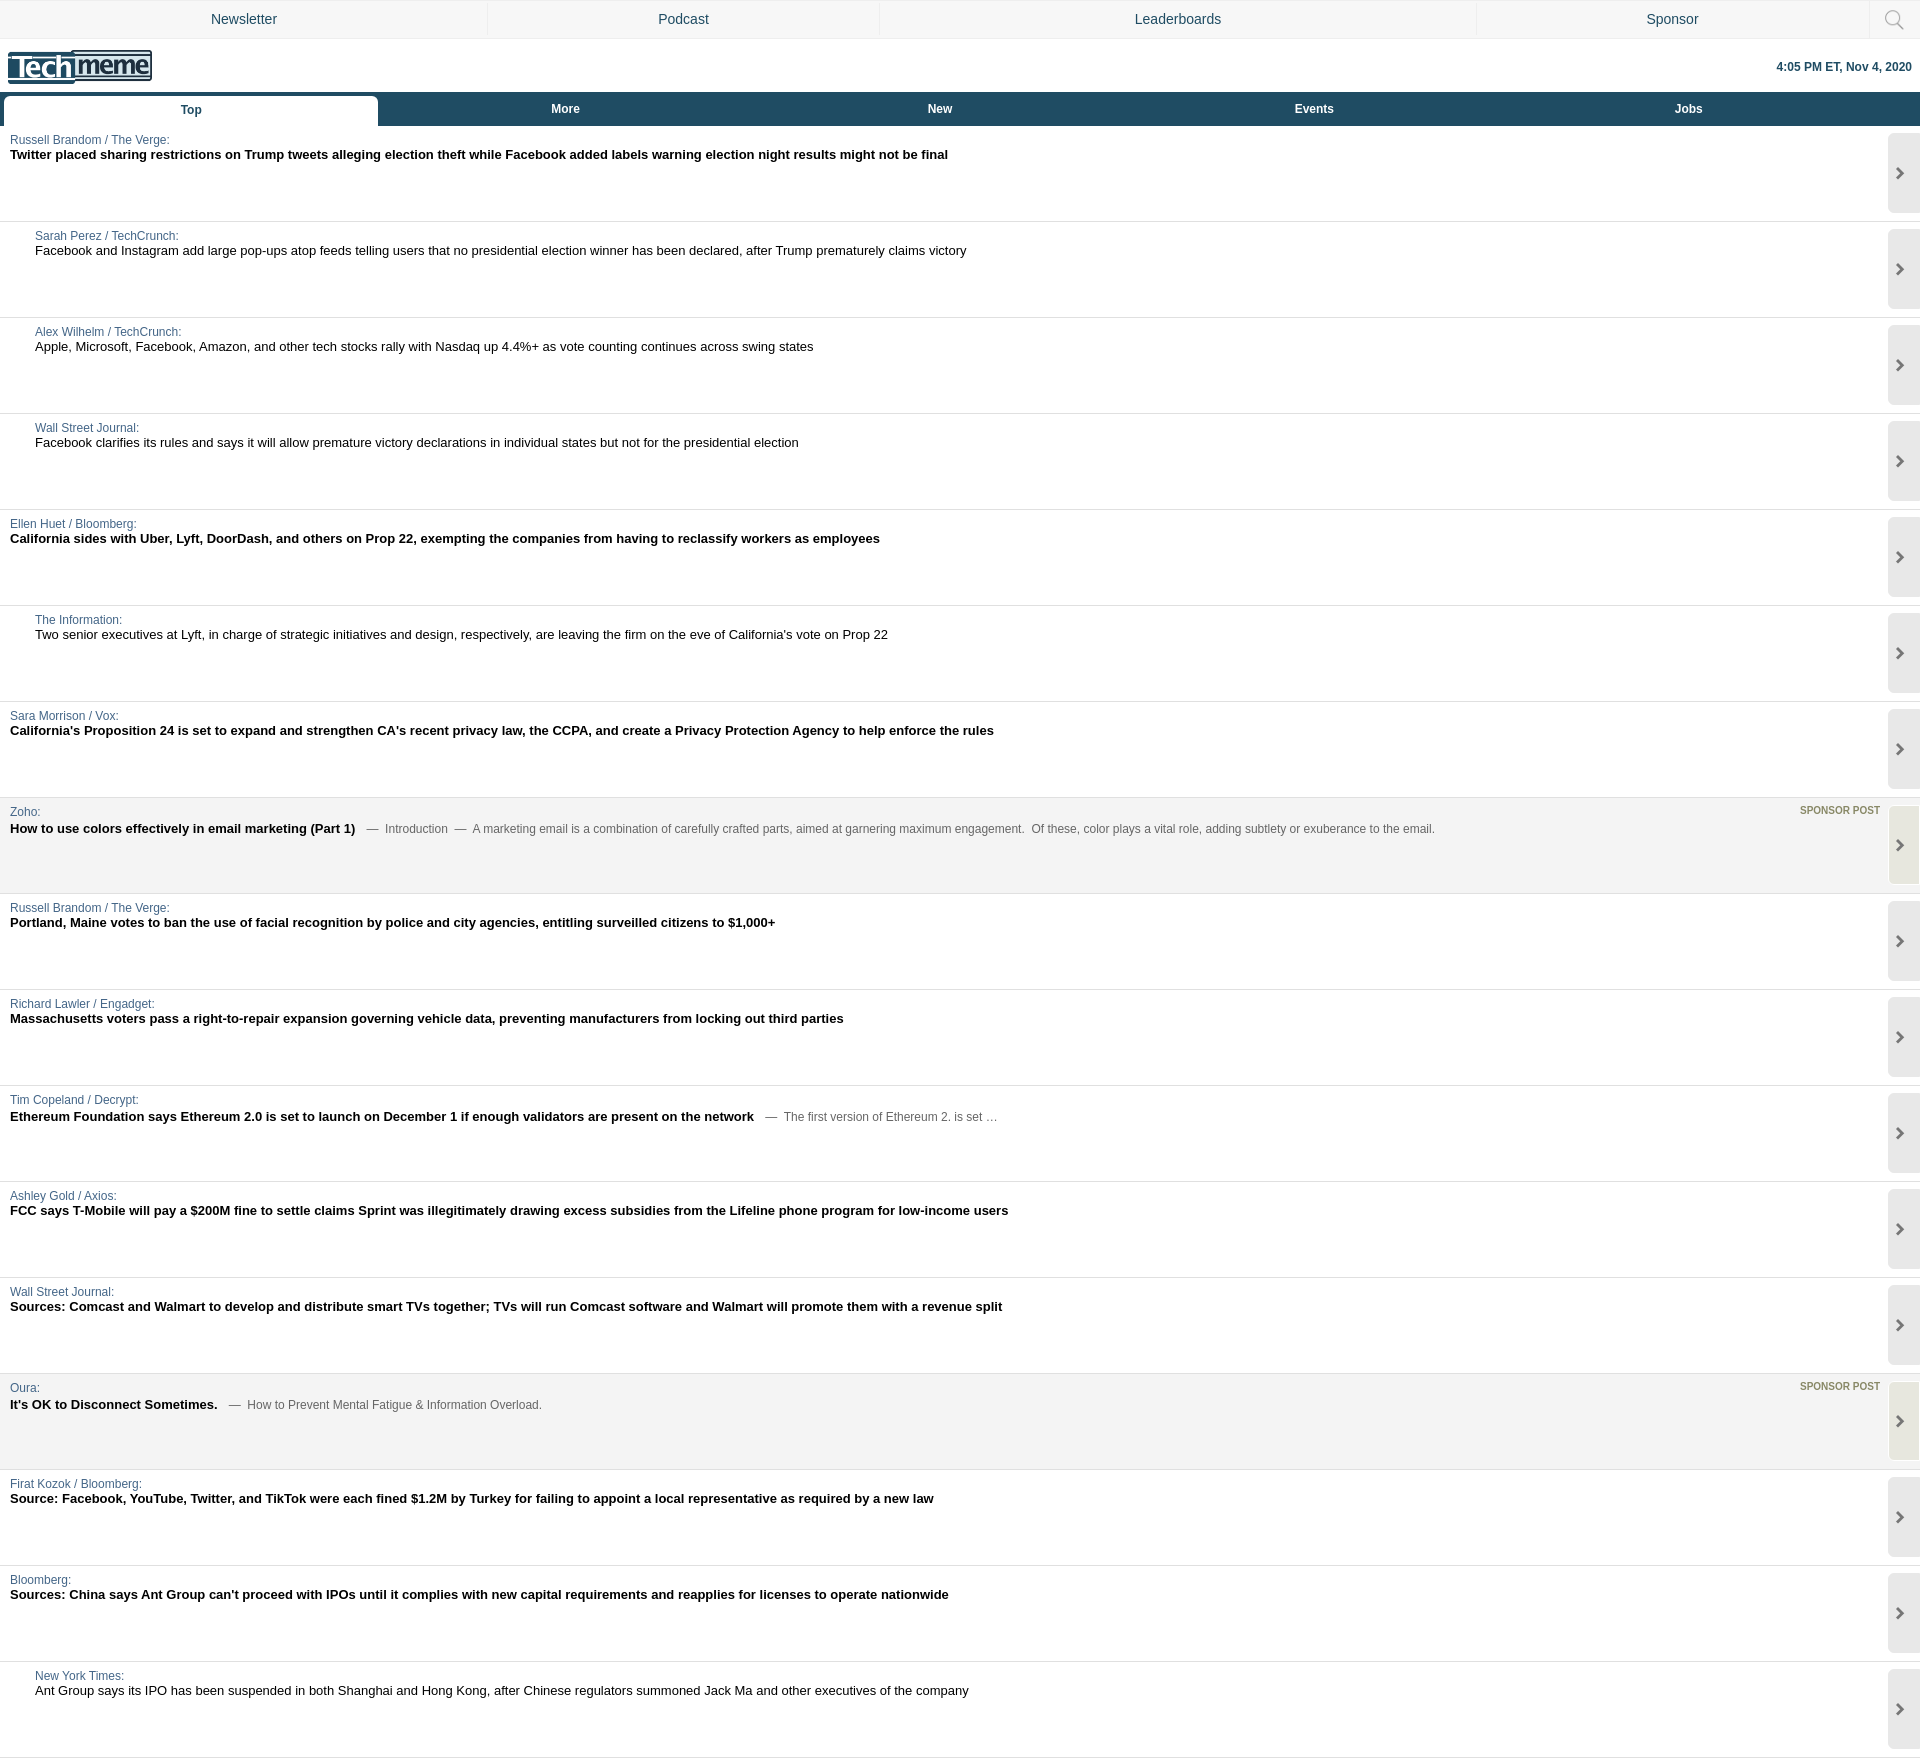 Newsletter
Podcast
Leaderboards
Sponsor
Techmeme
4:05 PM ET, Nov 4, 2020
Top
More
New
Events
Jobs
Russell Brandom / The Verge:
Twitter placed sharing restrictions on Trump tweets alleging election theft while Facebook added labels warning election night results might not be final
Sarah Perez / TechCrunch:
Facebook and Instagram add large pop-ups atop feeds telling users that no presidential election winner has been declared, after Trump prematurely claims victory
Alex Wilhelm / TechCrunch:
Apple, Microsoft, Facebook, Amazon, and other tech stocks rally with Nasdaq up 4.4%+ as vote counting continues across swing states
Wall Street Journal:
Facebook clarifies its rules and says it will allow premature victory declarations in individual states but not for the presidential election
Ellen Huet / Bloomberg:
California sides with Uber, Lyft, DoorDash, and others on Prop 22, exempting the companies from having to reclassify workers as employees
The Information:
Two senior executives at Lyft, in charge of strategic initiatives and design, respectively, are leaving the firm on the eve of California's vote on Prop 22
Sara Morrison / Vox:
California's Proposition 24 is set to expand and strengthen CA's recent privacy law, the CCPA, and create a Privacy Protection Agency to help enforce the rules
Zoho:
SPONSOR POST
How to use colors effectively in email marketing (Part 1) — Introduction — A marketing email is a combination of carefully crafted parts, aimed at garnering maximum engagement. Of these, color plays a vital role, adding subtlety or exuberance to the email.
Russell Brandom / The Verge:
Portland, Maine votes to ban the use of facial recognition by police and city agencies, entitling surveilled citizens to $1,000+
Richard Lawler / Engadget:
Massachusetts voters pass a right-to-repair expansion governing vehicle data, preventing manufacturers from locking out third parties
Tim Copeland / Decrypt:
Ethereum Foundation says Ethereum 2.0 is set to launch on December 1 if enough validators are present on the network — The first version of Ethereum 2. is set …
Ashley Gold / Axios:
FCC says T-Mobile will pay a $200M fine to settle claims Sprint was illegitimately drawing excess subsidies from the Lifeline phone program for low-income users
Wall Street Journal:
Sources: Comcast and Walmart to develop and distribute smart TVs together; TVs will run Comcast software and Walmart will promote them with a revenue split
Oura:
SPONSOR POST
It's OK to Disconnect Sometimes. — How to Prevent Mental Fatigue & Information Overload.
Firat Kozok / Bloomberg:
Source: Facebook, YouTube, Twitter, and TikTok were each fined $1.2M by Turkey for failing to appoint a local representative as required by a new law
Bloomberg:
Sources: China says Ant Group can't proceed with IPOs until it complies with new capital requirements and reapplies for licenses to operate nationwide
New York Times:
Ant Group says its IPO has been suspended in both Shanghai and Hong Kong, after Chinese regulators summoned Jack Ma and other executives of the company